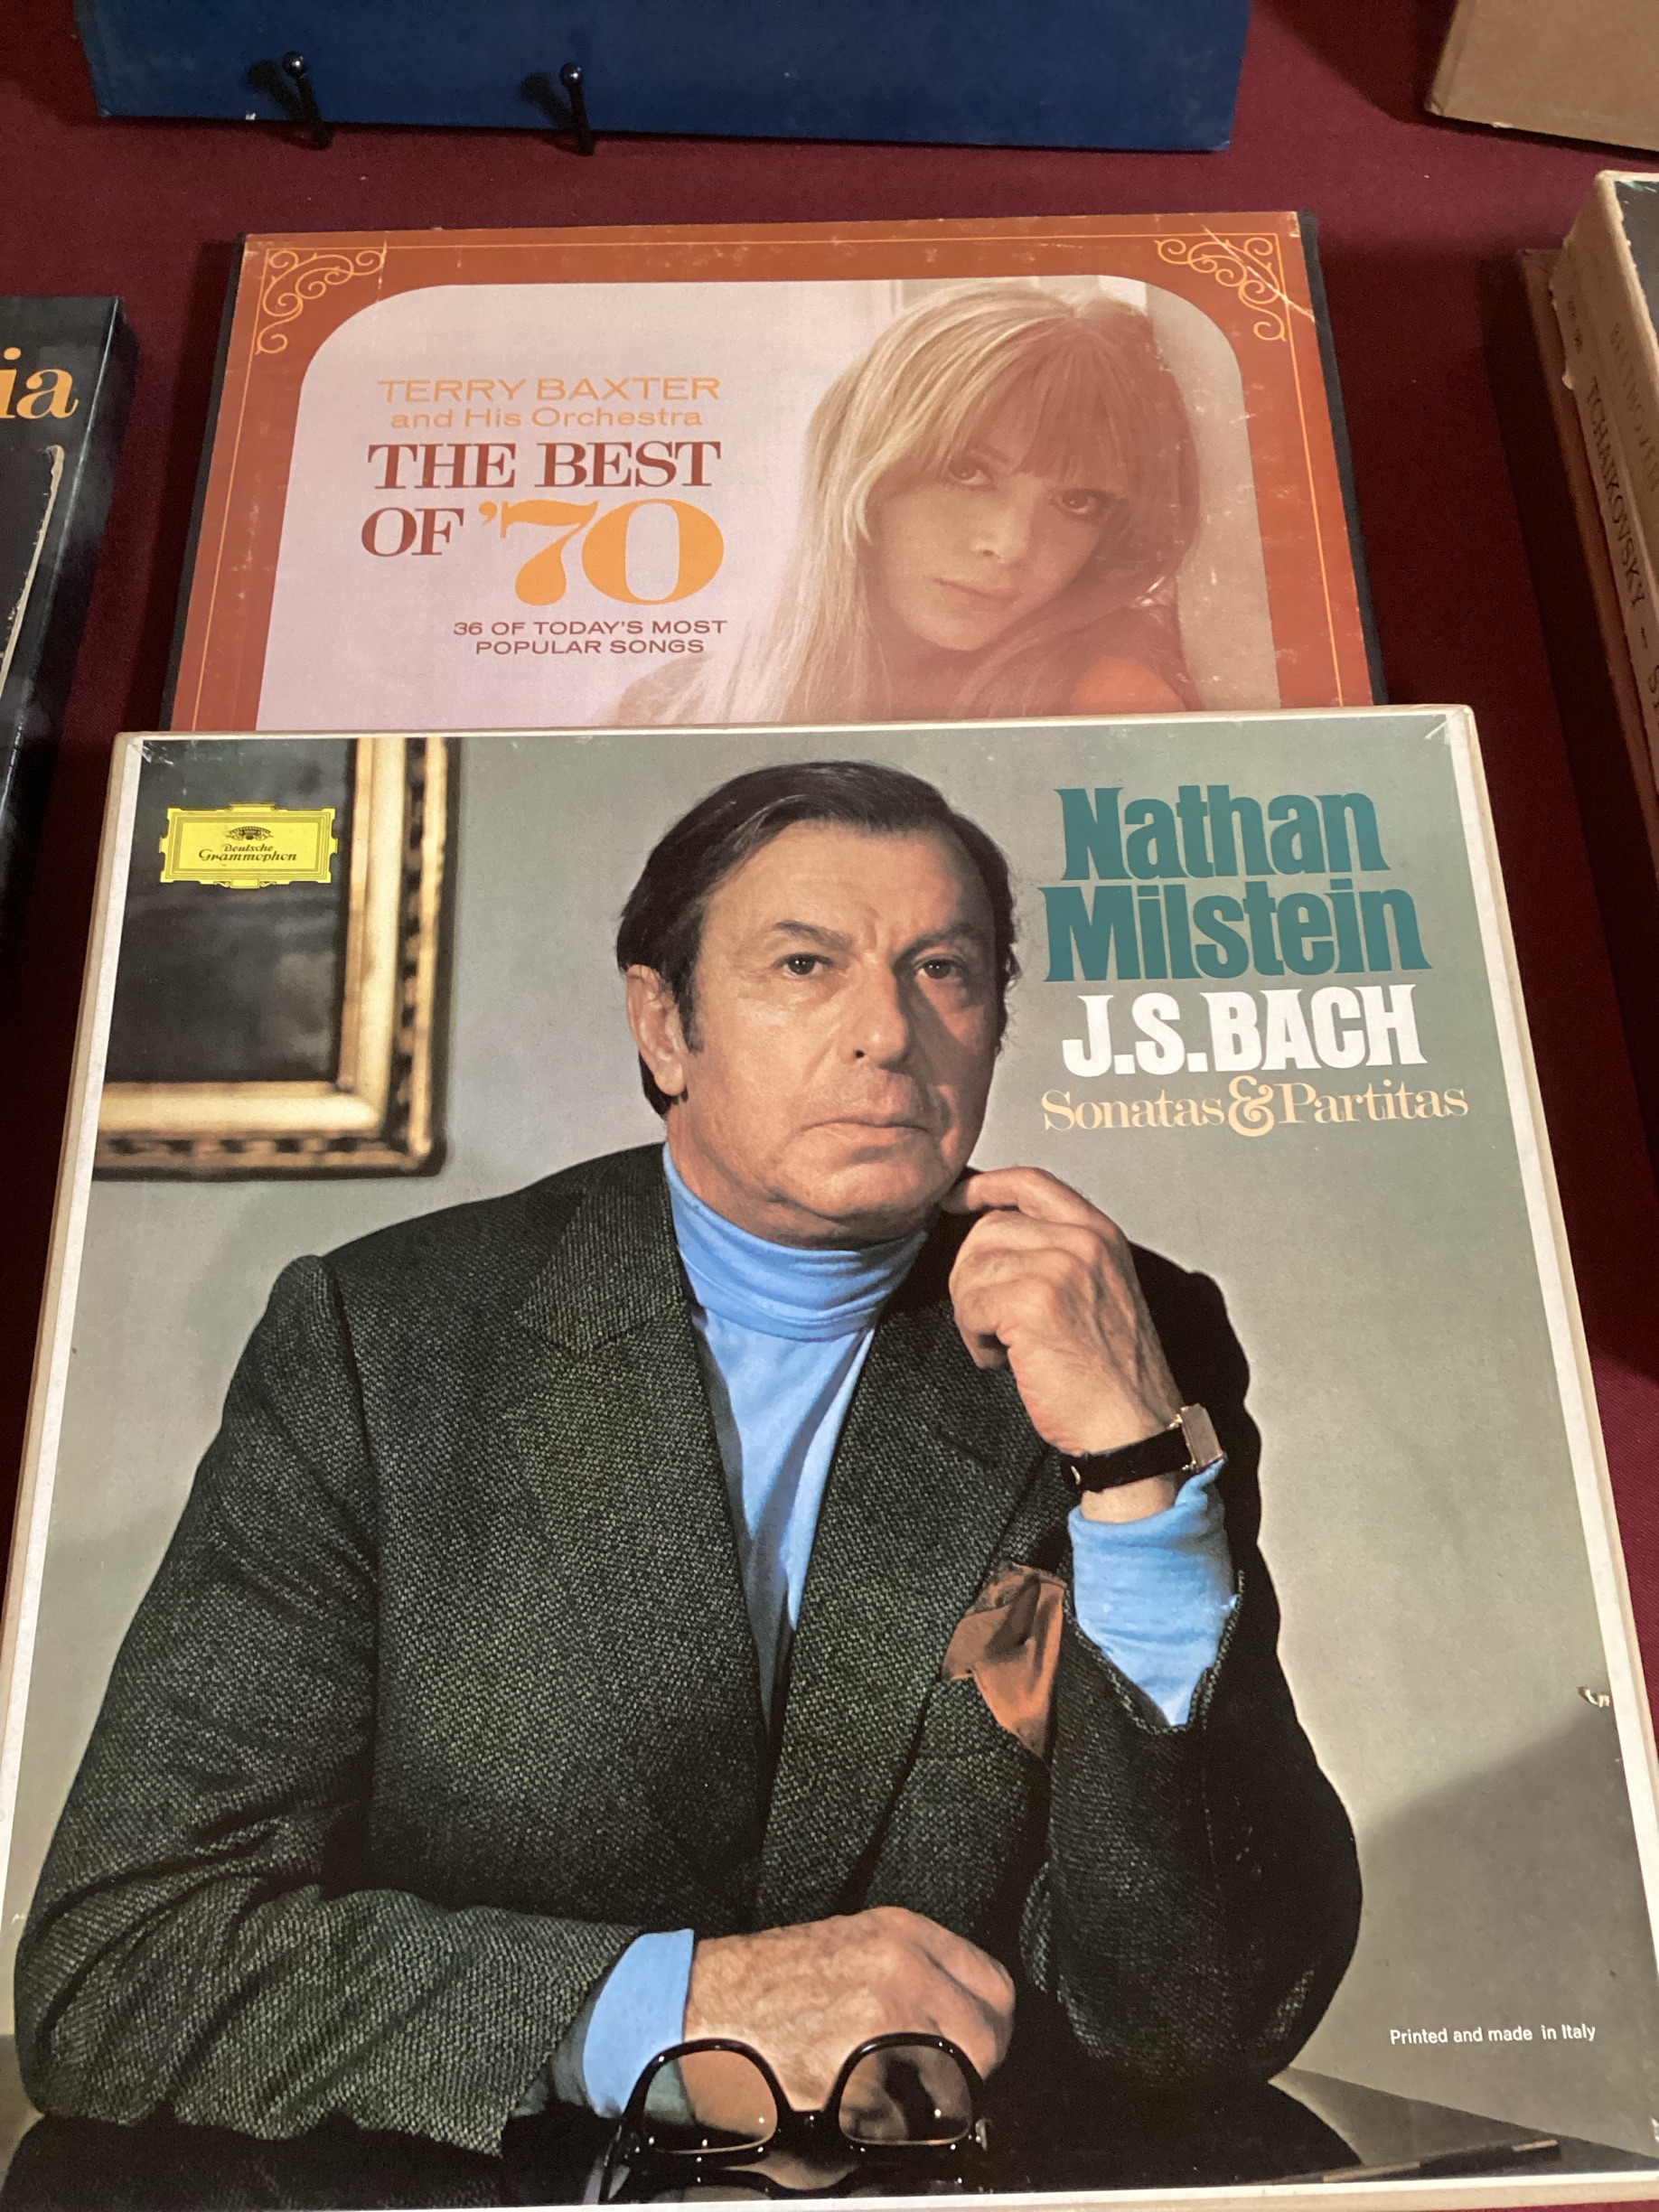 ia
TERRY BAXTER
and His Orchestra
THE BEST
OF '70
36 OF TODAY'S MOST
POPULAR SONGS
TCHAIKOVSKY -
Deutsche
Grammophon
Nathan
Milstein
J.S.BACH
Sonatas & Partitas
Printed and made in Italy